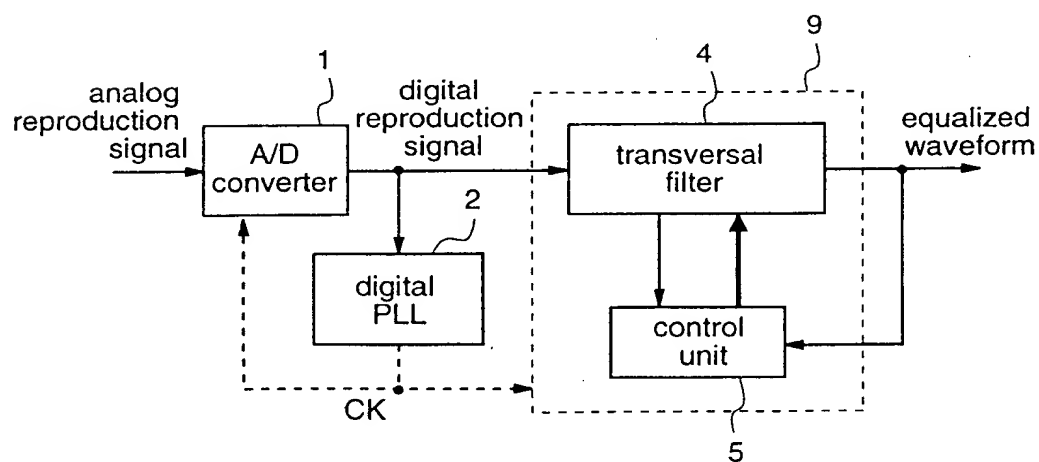 1
analog
reproduction
signal
A/D
converter
digital
reproduction
signal
4
9
transversal
filter
equalized
waveform
2
digital
PLL
control
unit
CK
5